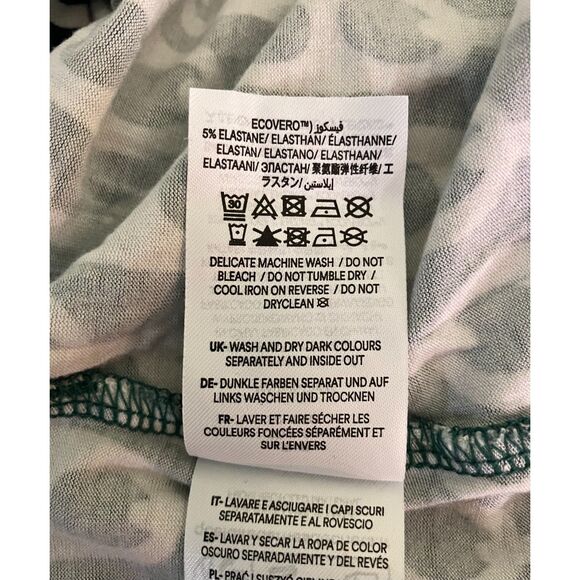 ECOVERO™) فيسكوز
5% ELASTANE/ ELASTHAN/ ÉLASTHANNE/
ELASTAN/ ELASTANO/ ELASTHAAN/
ELASTAANI/ ЭЛАСТАН/ 聚氨酯弹性纤维/ エ
ラスタン/ إيلاستين/
30
DELICATE MACHINE WASH / DO NOT
BLEACH / DO NOT TUMBLE DRY /
COOL IRON ON REVERSE / DO NOT
DRYCLEAN
UK- WASH AND DRY DARK COLOURS
SEPARATELY AND INSIDE OUT
DE- DUNKLE FARBEN SEPARAT UND AUF
LINKS WASCHEN UND TROCKNEN
FR- LAVER ET FAIRE SÉCHER LES
COULEURS FONCÉES SÉPARÉMENT ET
SUR L'ENVERS
IT- LAVARE E ASCIUGARE I CAPI SCURI
SEPARATAMENTE E AL ROVESCIO
ES- LAVAR Y SECAR LA ROPA DE COLOR
OSCURO SEPARADAMENTE Y DEL REVÉS
PL- PRAĆ I SUSZYĆ